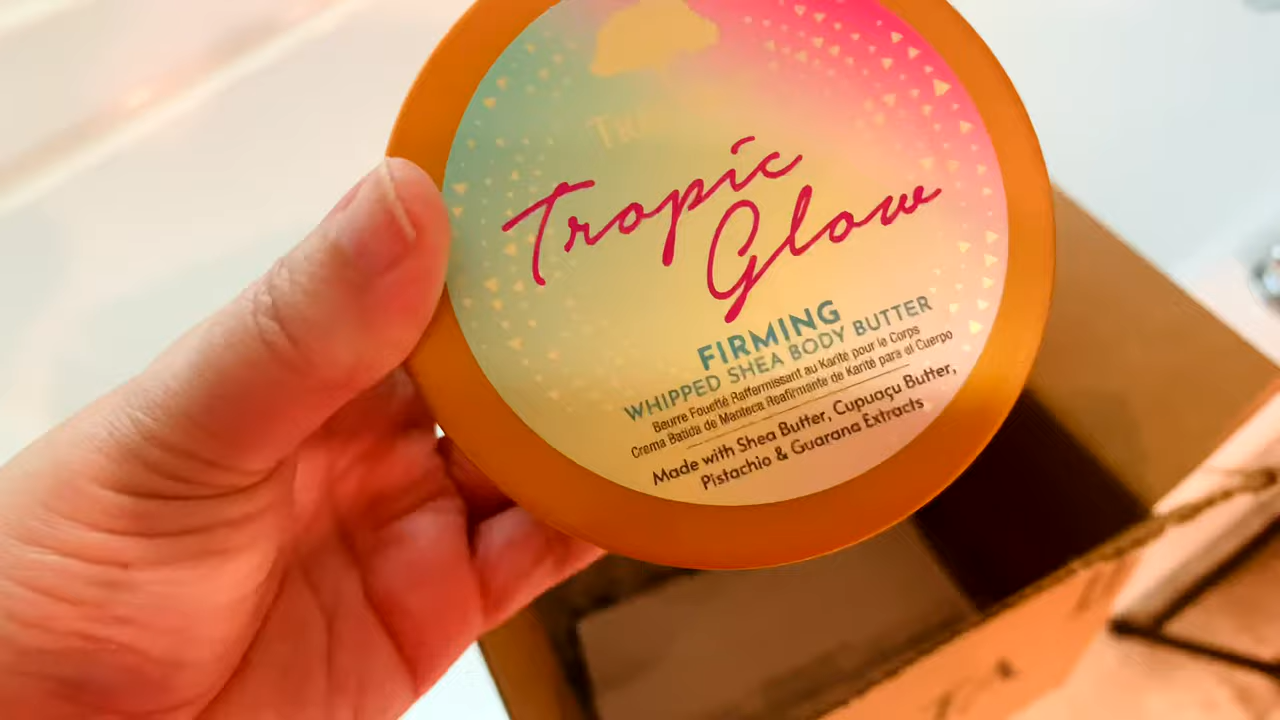 Tropic
Glow
FIRMING
WHIPPED SHEA BODY BUTTER
Beurre Fouetté Raffermissant au Karité pour le Corps
Crema Batida de Manteca Reafirmante de Karité para el Cuerpo
Made with Shea Butter, Cupuaçu Butter,
Pistachio & Guarana Extracts